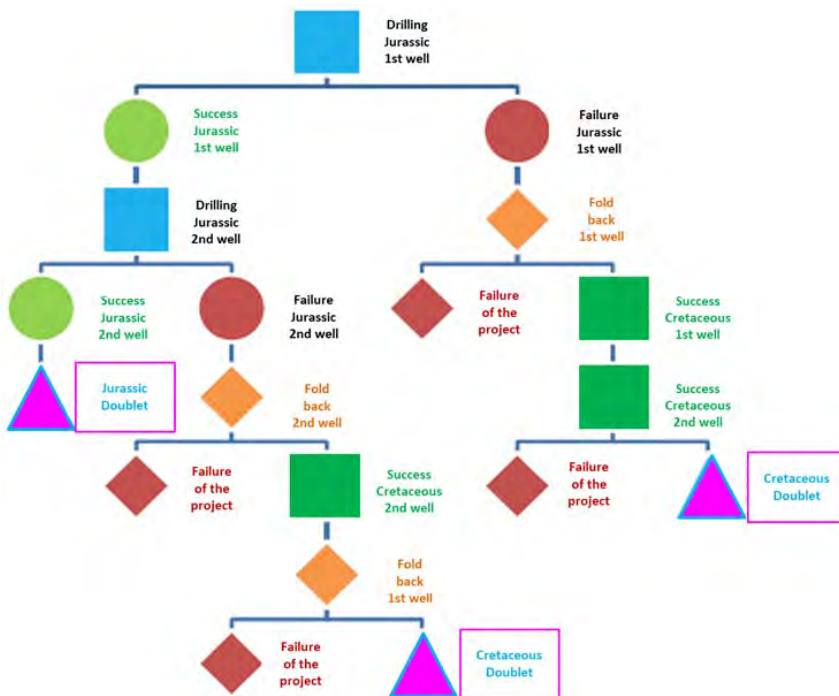 Drilling
Jurassic
1st well
Success
Jurassic
1st well
Failure
Jurassic
1st well
Drilling
Jurassic
2nd well
Fold
back
1st well
Success
Jurassic
2nd well
Failure
Jurassic
2nd well
Failure
of the
project
Success
Cretaceous
1st well
Jurassic
Doublet
Fold
back
2nd well
Success
Cretaceous
2nd well
Failure
of the
project
Success
Cretaceous
2nd well
Failure
of the
project
Cretaceous
Doublet
Fold
back
1st well
Failure
of the
project
Cretaceous
Doublet